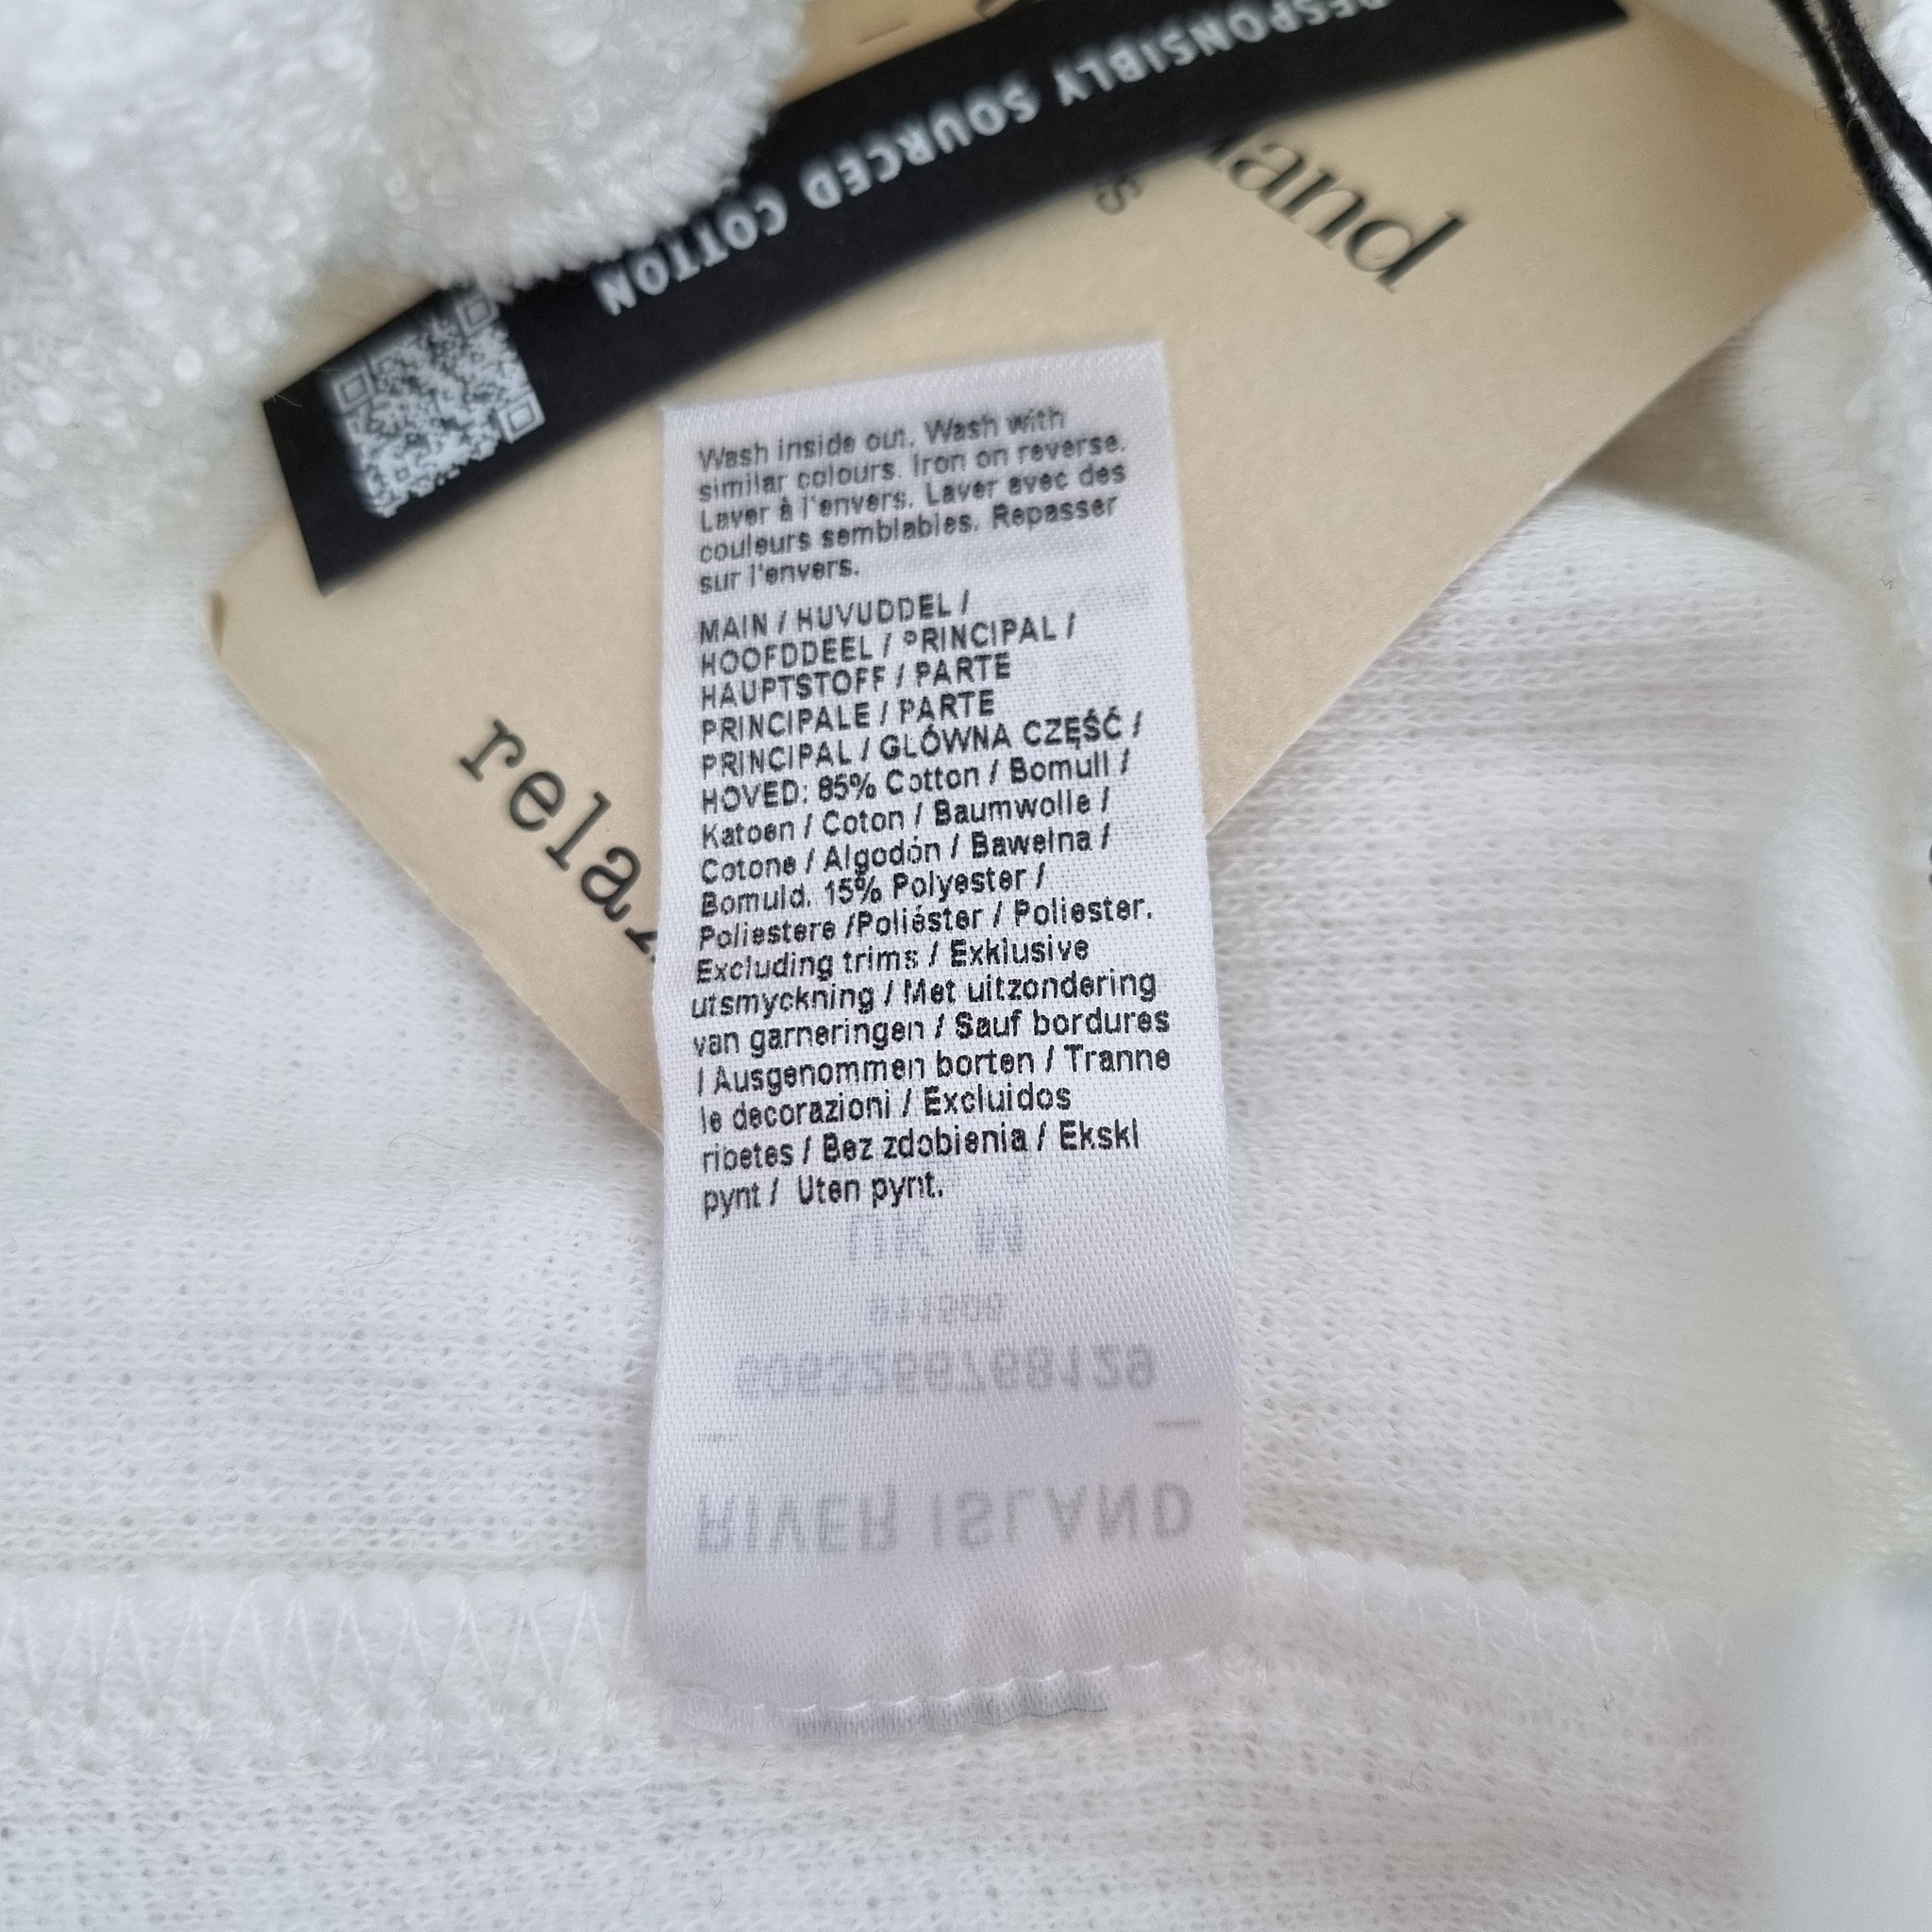 RESPONSIBLY SOURCED COTTON
land
s
rela
Wash inside out. Wash with
similar colours. Iron on reverse.
Laver à l'envers. Laver avec des
couleurs semblables. Repasser
sur l'envers.
MAIN / HUVUDDEL /
HOOFDDEEL / PRINCIPAL /
HAUPTSTOFF / PARTE
PRINCIPALE / PARTE
PRINCIPAL / GLÓWNA CZĘŚĆ /
HOVED: 85% Cotton / Bomull /
Katoen / Coton / Baumwolle /
Cotone / Algodón / Bawełna /
Bomuld. 15% Polyester /
Poliestere /Poliéster / Poliester.
Excluding trims / Exklusive
utsmyckning / Met uitzondering
van garneringen / Sauf bordures
/ Ausgenommen borten / Tranne
le decorazioni / Excluidos
ribetes / Bez zdobienia / Ekskl
pynt / Uten pynt.
UK M
911506
5063256768129
RIVER ISLAND